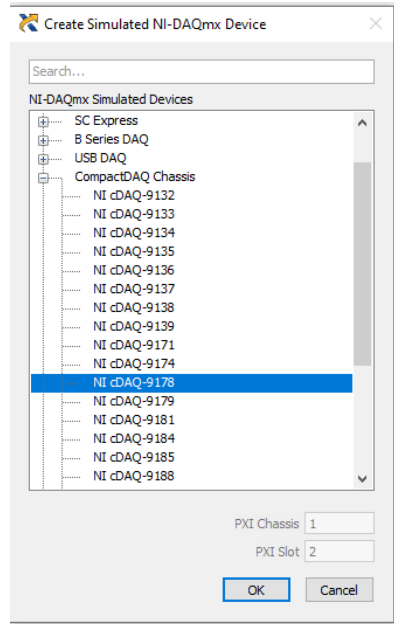 Create Simulated NI-DAQmx Device
Search...
NI-DAQmx Simulated Devices
SC Express
B Series DAQ
USB DAQ
CompactDAQ Chassis
NI cDAQ-9132
NI cDAQ-9133
NI cDAQ-9134
NI cDAQ-9135
NI cDAQ-9136
NI cDAQ-9137
NI cDAQ-9138
NI cDAQ-9139
NI cDAQ-9171
NI cDAQ-9174
NI cDAQ-9178
NI cDAQ-9179
NI cDAQ-9181
NI cDAQ-9184
NI cDAQ-9185
NI cDAQ-9188
PXI Chassis 1
PXI Slot 2
OK Cancel